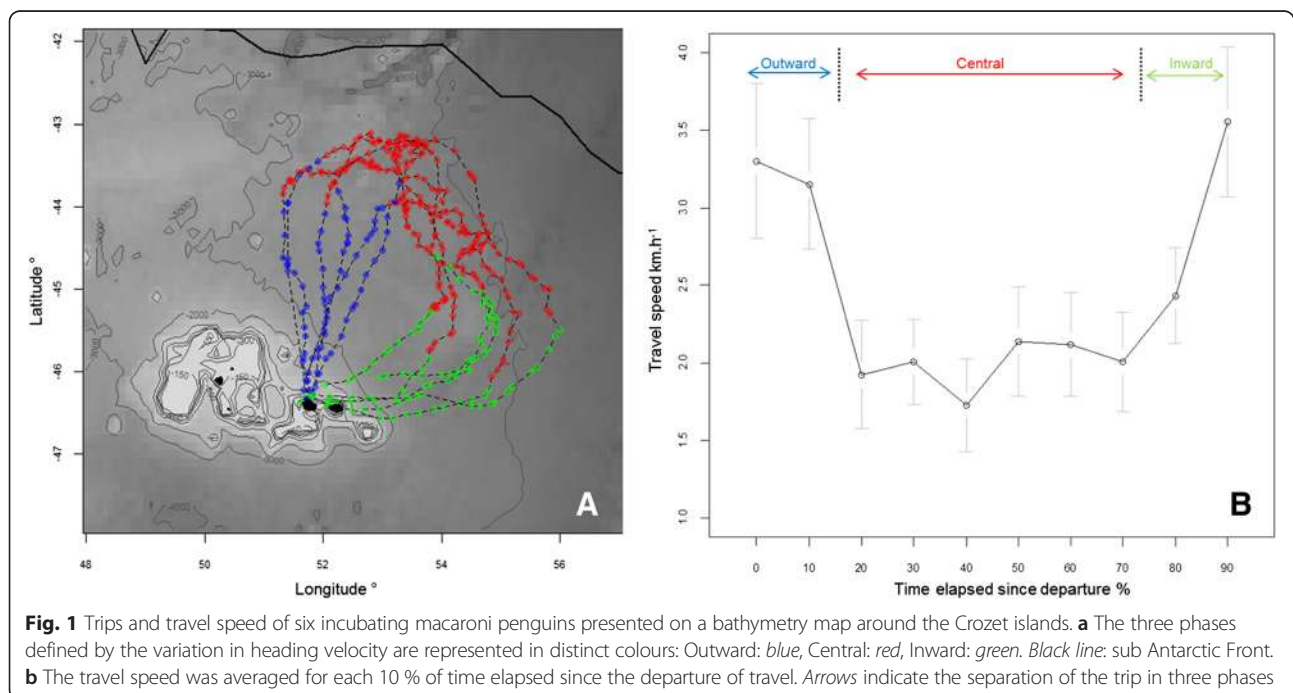 -42
-43
-44
-45
-46
-47
Latitude °
48
50
52
54
56
Longitude °
-3000
-3000
-2000
-150
-4000
A
4.0
3.5
3.0
2.5
2.0
1.5
1.0
Travel speed km.h⁻¹
Outward
Central
Inward
0
10
20
30
40
50
60
70
80
90
Time elapsed since departure %
B
Fig. 1 Trips and travel speed of six incubating macaroni penguins presented on a bathymetry map around the Crozet islands. a The three phases
defined by the variation in heading velocity are represented in distinct colours: Outward: blue, Central: red, Inward: green. Black line: sub Antarctic Front.
b The travel speed was averaged for each 10 % of time elapsed since the departure of travel. Arrows indicate the separation of the trip in three phases